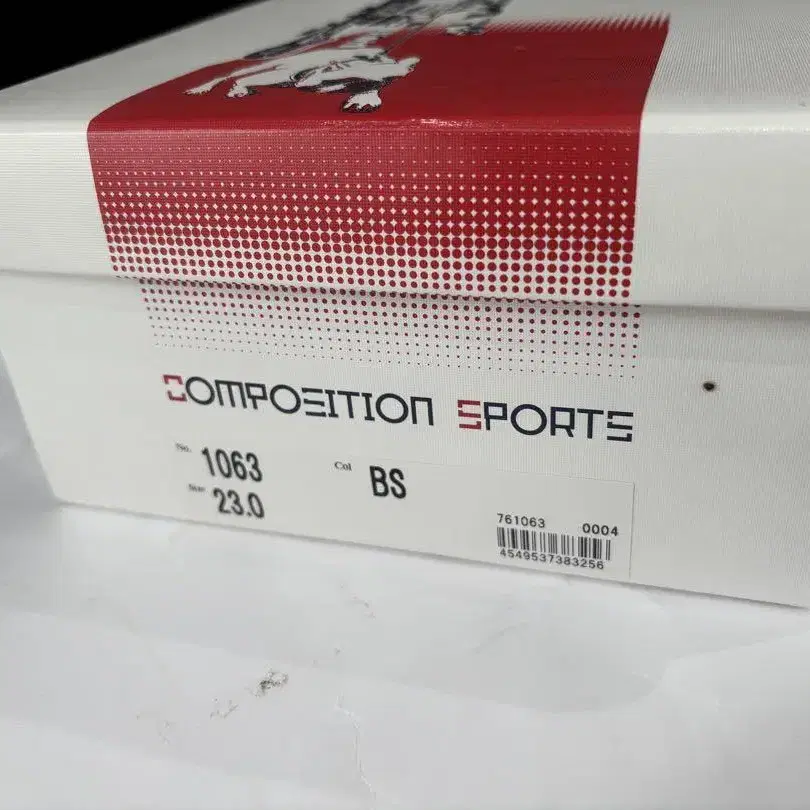 COMPOSITION SPORTS
No. 1063
Col BS
Size 23.0
761063 0004
4549537383256